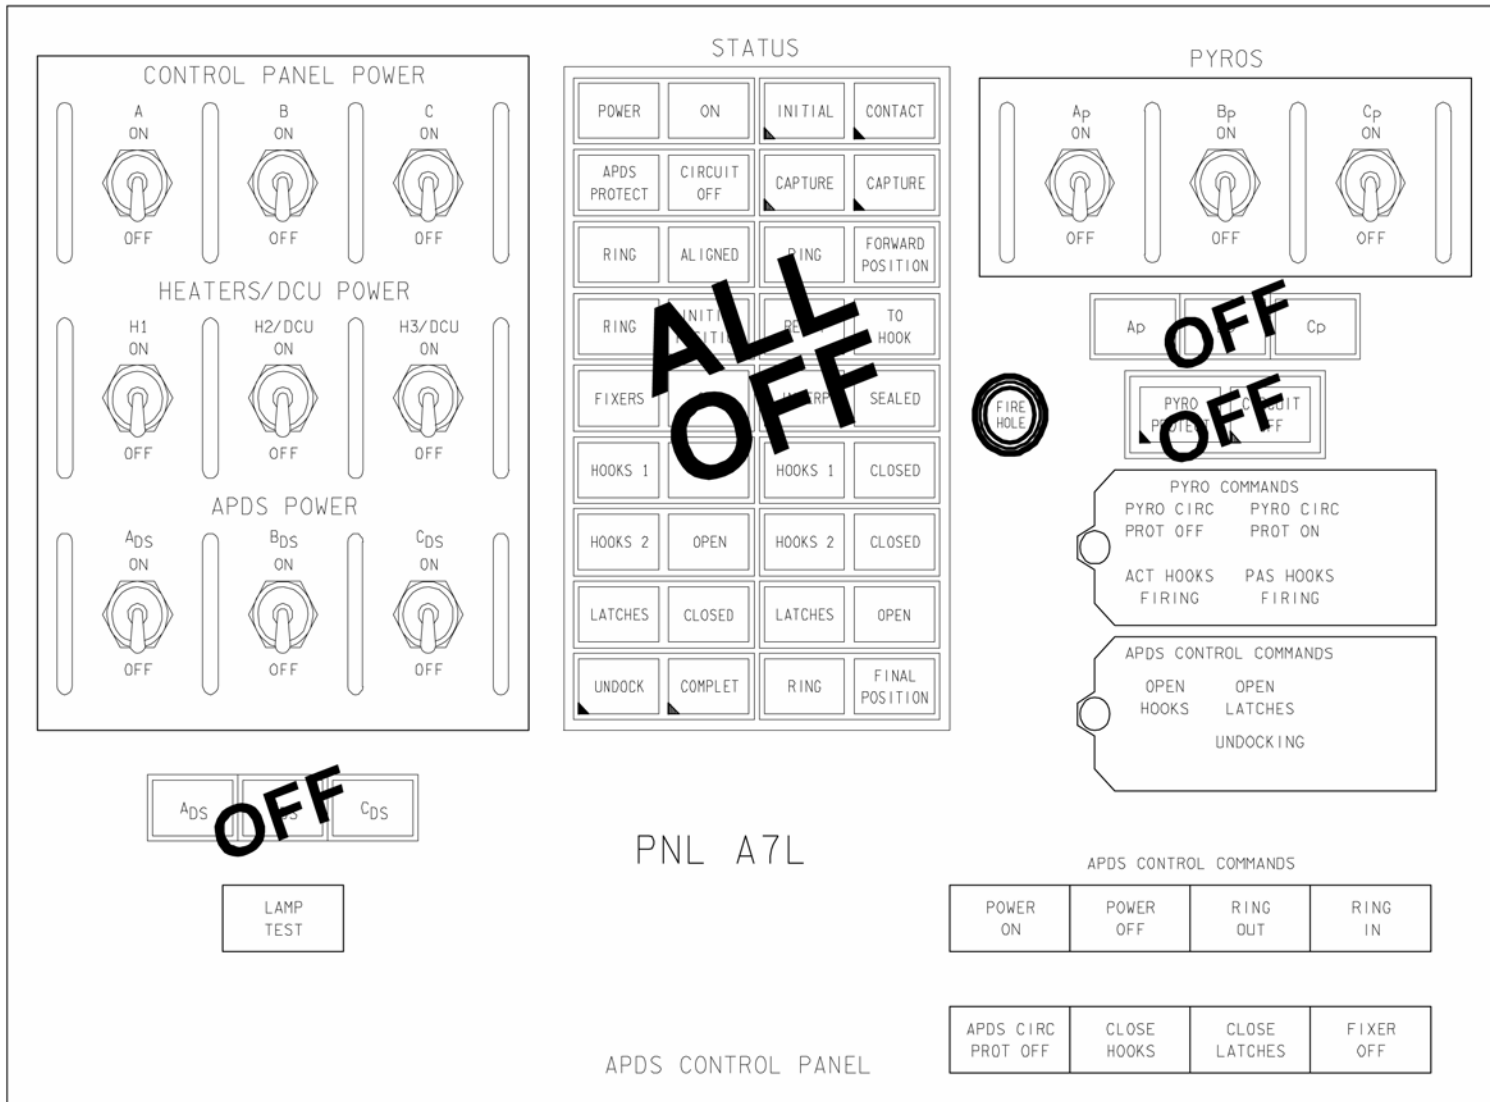 STATUS
PYROS
CONTROL PANEL POWER
A B C
ON ON ON
OFF OFF OFF
HEATERS/DCU POWER
H1 H2/DCU H3/DCU
ON ON ON
OFF OFF OFF
APDS POWER
ADS BDS CDS
ON ON ON
OFF OFF OFF
ADS CDS
OFF
LAMP
TEST
POWER ON INITIAL CONTACT
APDS PROTECT CIRCUIT OFF CAPTURE CAPTURE
RING ALIGNED RING FORWARD POSITION
RING TO HOOK
FIXERS SEALED
HOOKS 1 HOOKS 1 CLOSED
HOOKS 2 OPEN HOOKS 2 CLOSED
LATCHES CLOSED LATCHES OPEN
UNDOCK COMPLET RING FINAL POSITION
ALL
OFF
PNL A7L
APDS CONTROL PANEL
AP BP CP
ON ON ON
OFF OFF OFF
AP CP
OFF
FIRE
HOLE
PYRO PROTECT CIRCUIT OFF
OFF
PYRO COMMANDS
PYRO CIRC PYRO CIRC
PROT OFF PROT ON
ACT HOOKS PAS HOOKS
FIRING FIRING
APDS CONTROL COMMANDS
OPEN OPEN
HOOKS LATCHES
UNDOCKING
APDS CONTROL COMMANDS
POWER POWER RING RING
ON OFF OUT IN
APDS CIRC CLOSE CLOSE FIXER
PROT OFF HOOKS LATCHES OFF